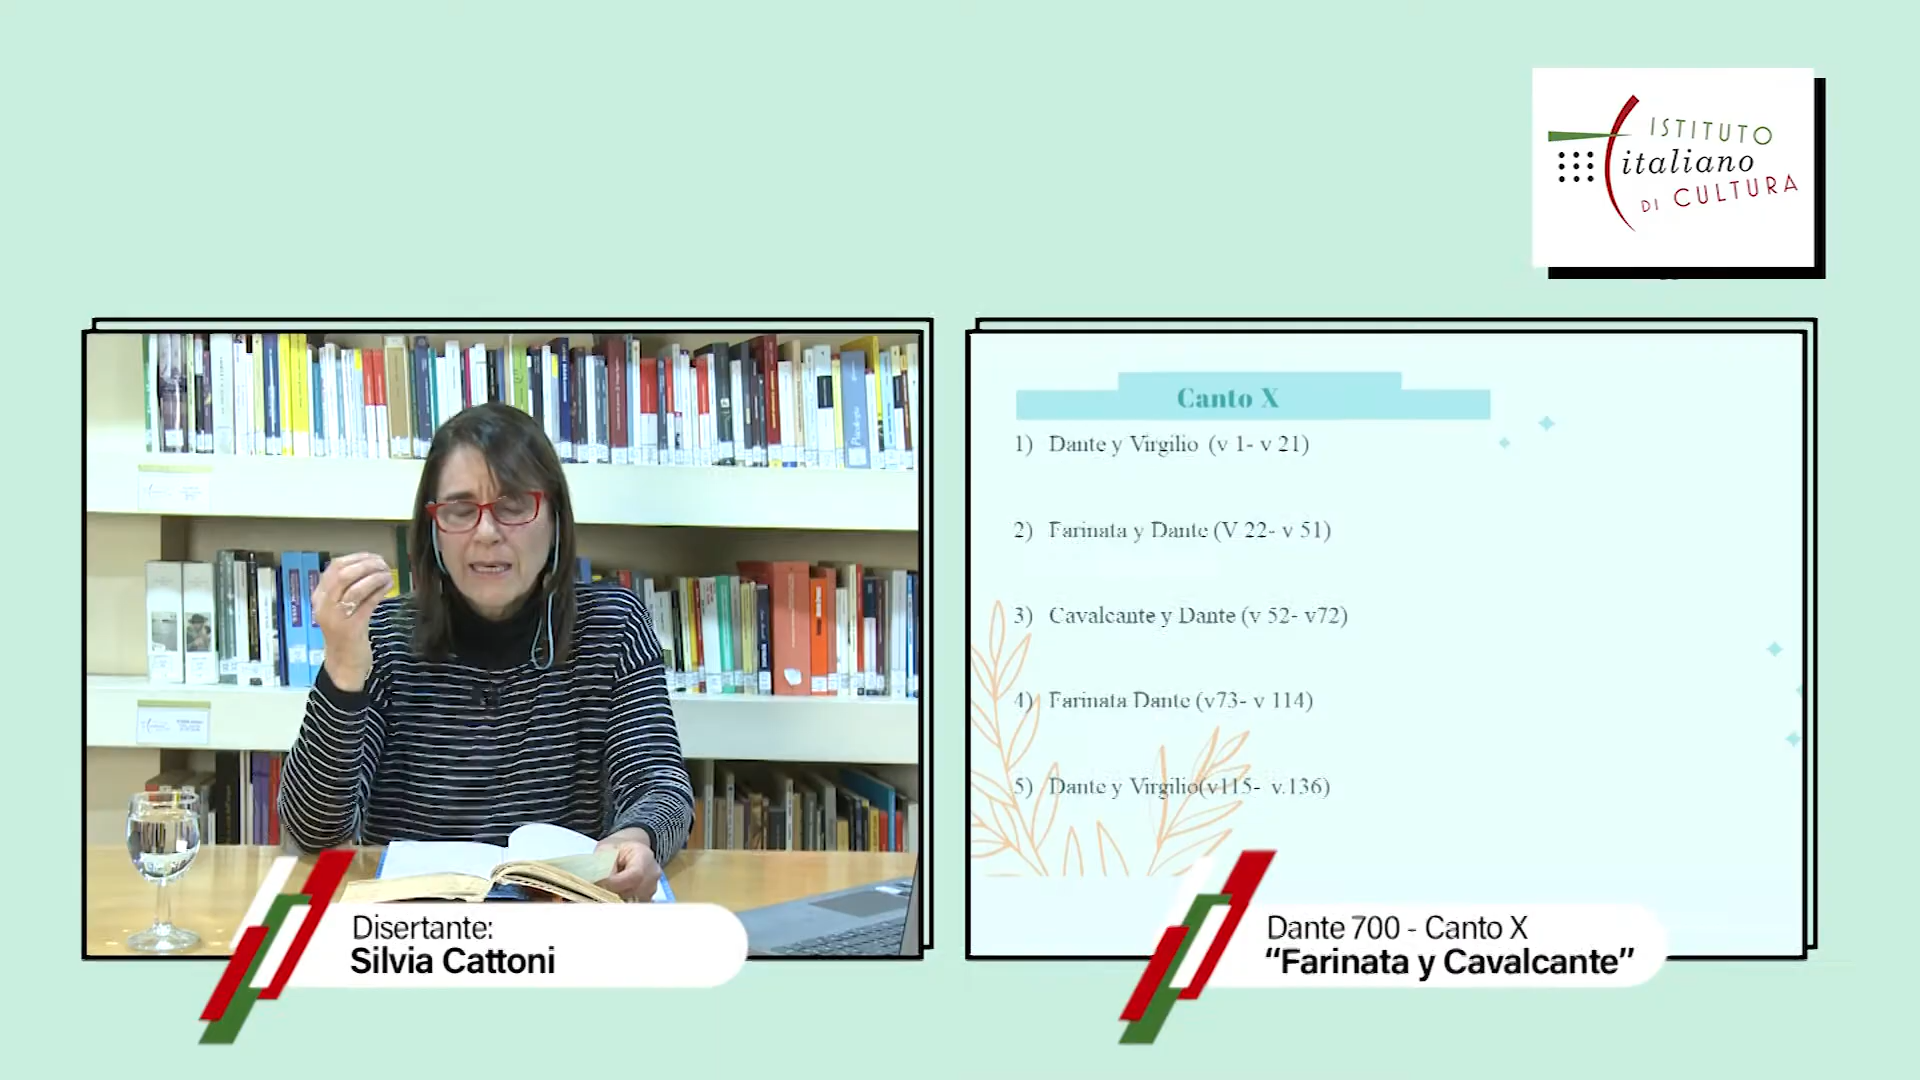 ISTITUTO
italiano
DI CULTURA
Canto X
1) Dante y Virgilio (v 1- v 21)
2) Farinata y Dante (V 22- v 51)
3) Cavalcante y Dante (v 52- v72)
4) Farinata Dante (v73- v 114)
5) Dante y Virgilio(v115- v.136)
Disertante:
Silvia Cattoni
Dante 700 - Canto X
“Farinata y Cavalcante”